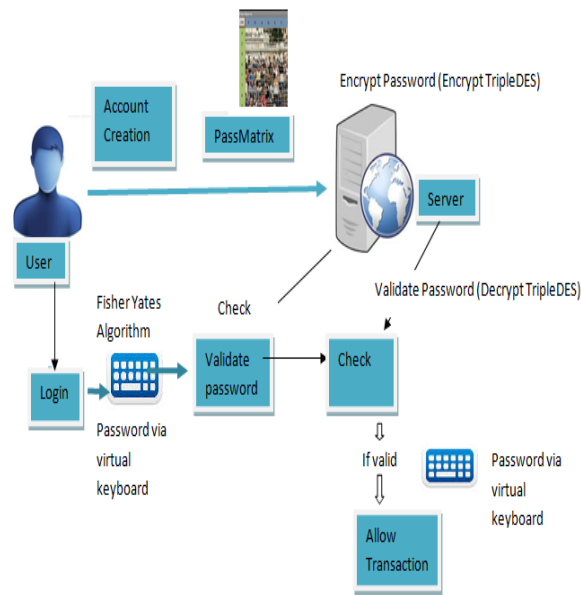 Encrypt Password (Encrypt TripleDES)
Account
Creation
PassMatrix
Server
User
Validate Password (Decrypt TripleDES)
Fisher Yates
Algorithm
Check
Validate
password
Check
Login
Password via
virtual
keyboard
If valid
Password via
virtual
keyboard
Allow
Transaction